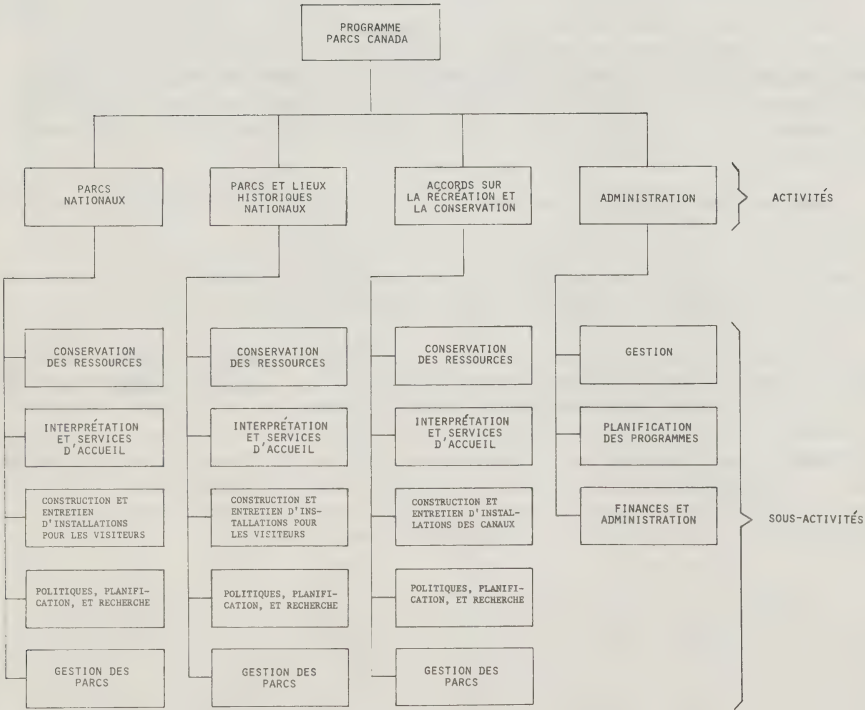 PROGRAMME
PARCS CANADA
PARCS
NATIONAUX
PARCS ET LIEUX
HISTORIQUES
NATIONAUX
ACCORDS SUR
LA RÉCRÉATION ET
LA CONSERVATION
ADMINISTRATION
ACTIVITÉS
CONSERVATION
DES RESSOURCES
INTERPRÉTATION
ET SERVICES
D'ACCUEIL
CONSTRUCTION ET
ENTRETIEN
D'INSTALLATIONS
POUR LES VISITEURS
POLITIQUES, PLANIFI-
CATION, ET RECHERCHE
GESTION DES
PARCS
CONSERVATION
DES RESSOURCES
INTERPRÉTATION
ET SERVICES
D'ACCUEIL
CONSTRUCTION ET
ENTRETIEN D'INS-
TALLATIONS POUR
LES VISITEURS
POLITIQUES, PLANIFI-
CATION, ET RECHERCHE
GESTION DES
PARCS
CONSERVATION
DES RESSOURCES
INTERPRÉTATION
ET SERVICES
D'ACCUEIL
CONSTRUCTION ET
ENTRETIEN D'INSTAL-
LATIONS DES CANAUX
POLITIQUES, PLANIFI-
CATION, ET RECHERCHE
GESTION DES
PARCS
GESTION
PLANIFICATION
DES PROGRAMMES
FINANCES ET
ADMINISTRATION
SOUS-ACTIVITÉS